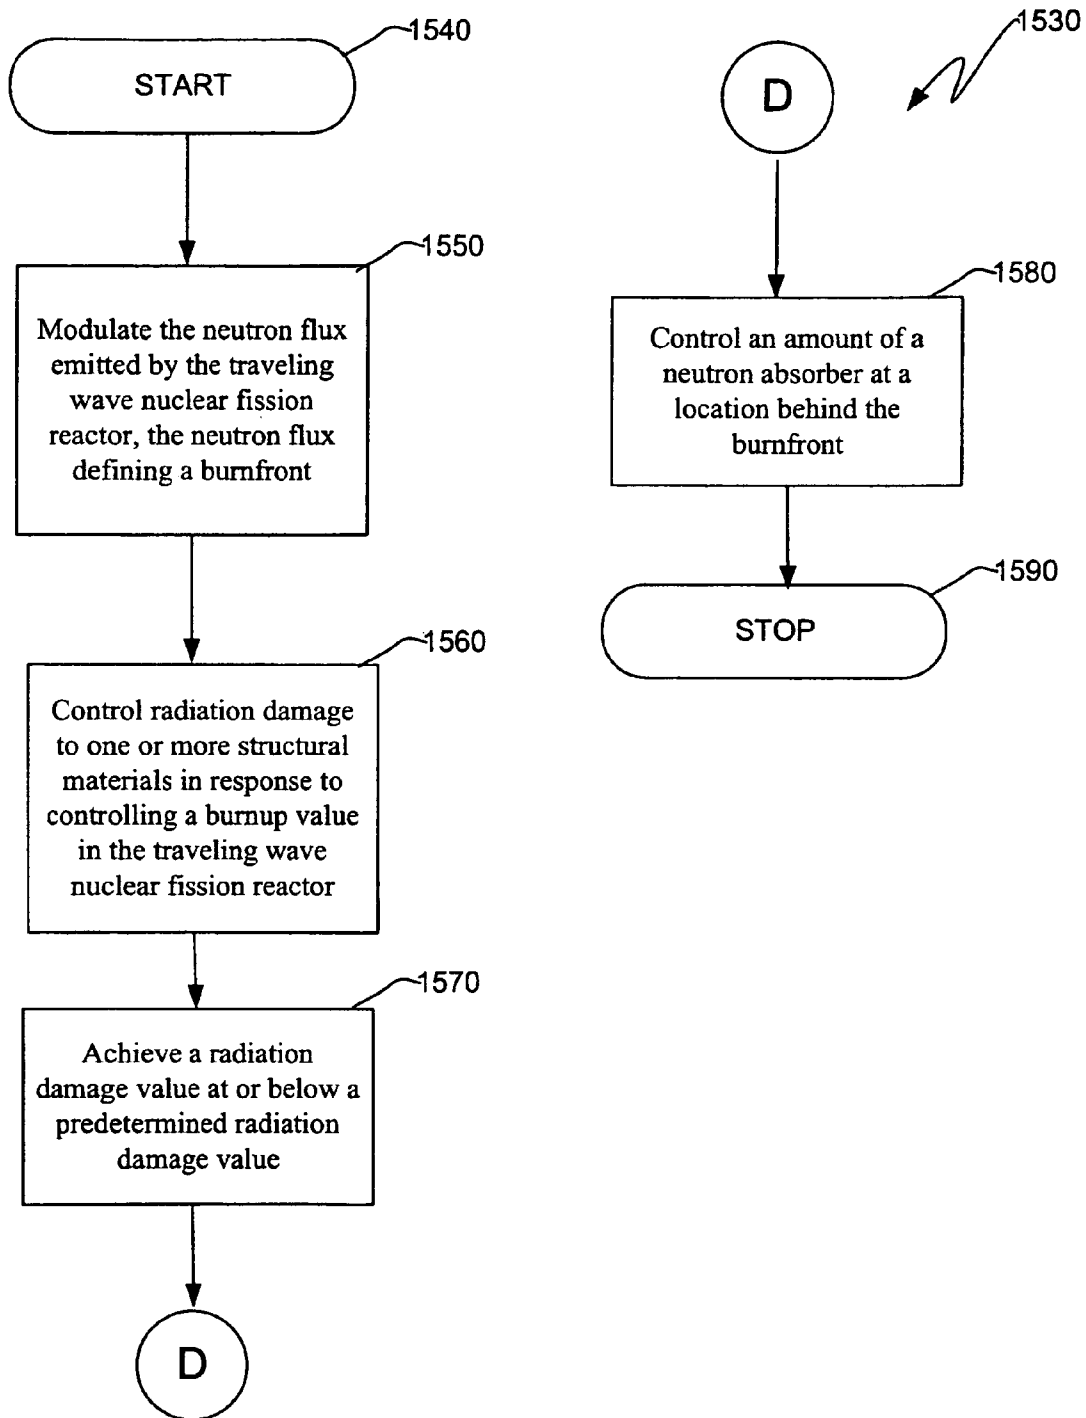 1540
START
1550
Modulate the neutron flux
emitted by the traveling
wave nuclear fission
reactor, the neutron flux
defining a burnfront
1560
Control radiation damage
to one or more structural
materials in response to
controlling a burnup value
in the traveling wave
nuclear fission reactor
1570
Achieve a radiation
damage value at or below a
predetermined radiation
damage value
D
1530
D
1580
Control an amount of a
neutron absorber at a
location behind the
burnfront
1590
STOP